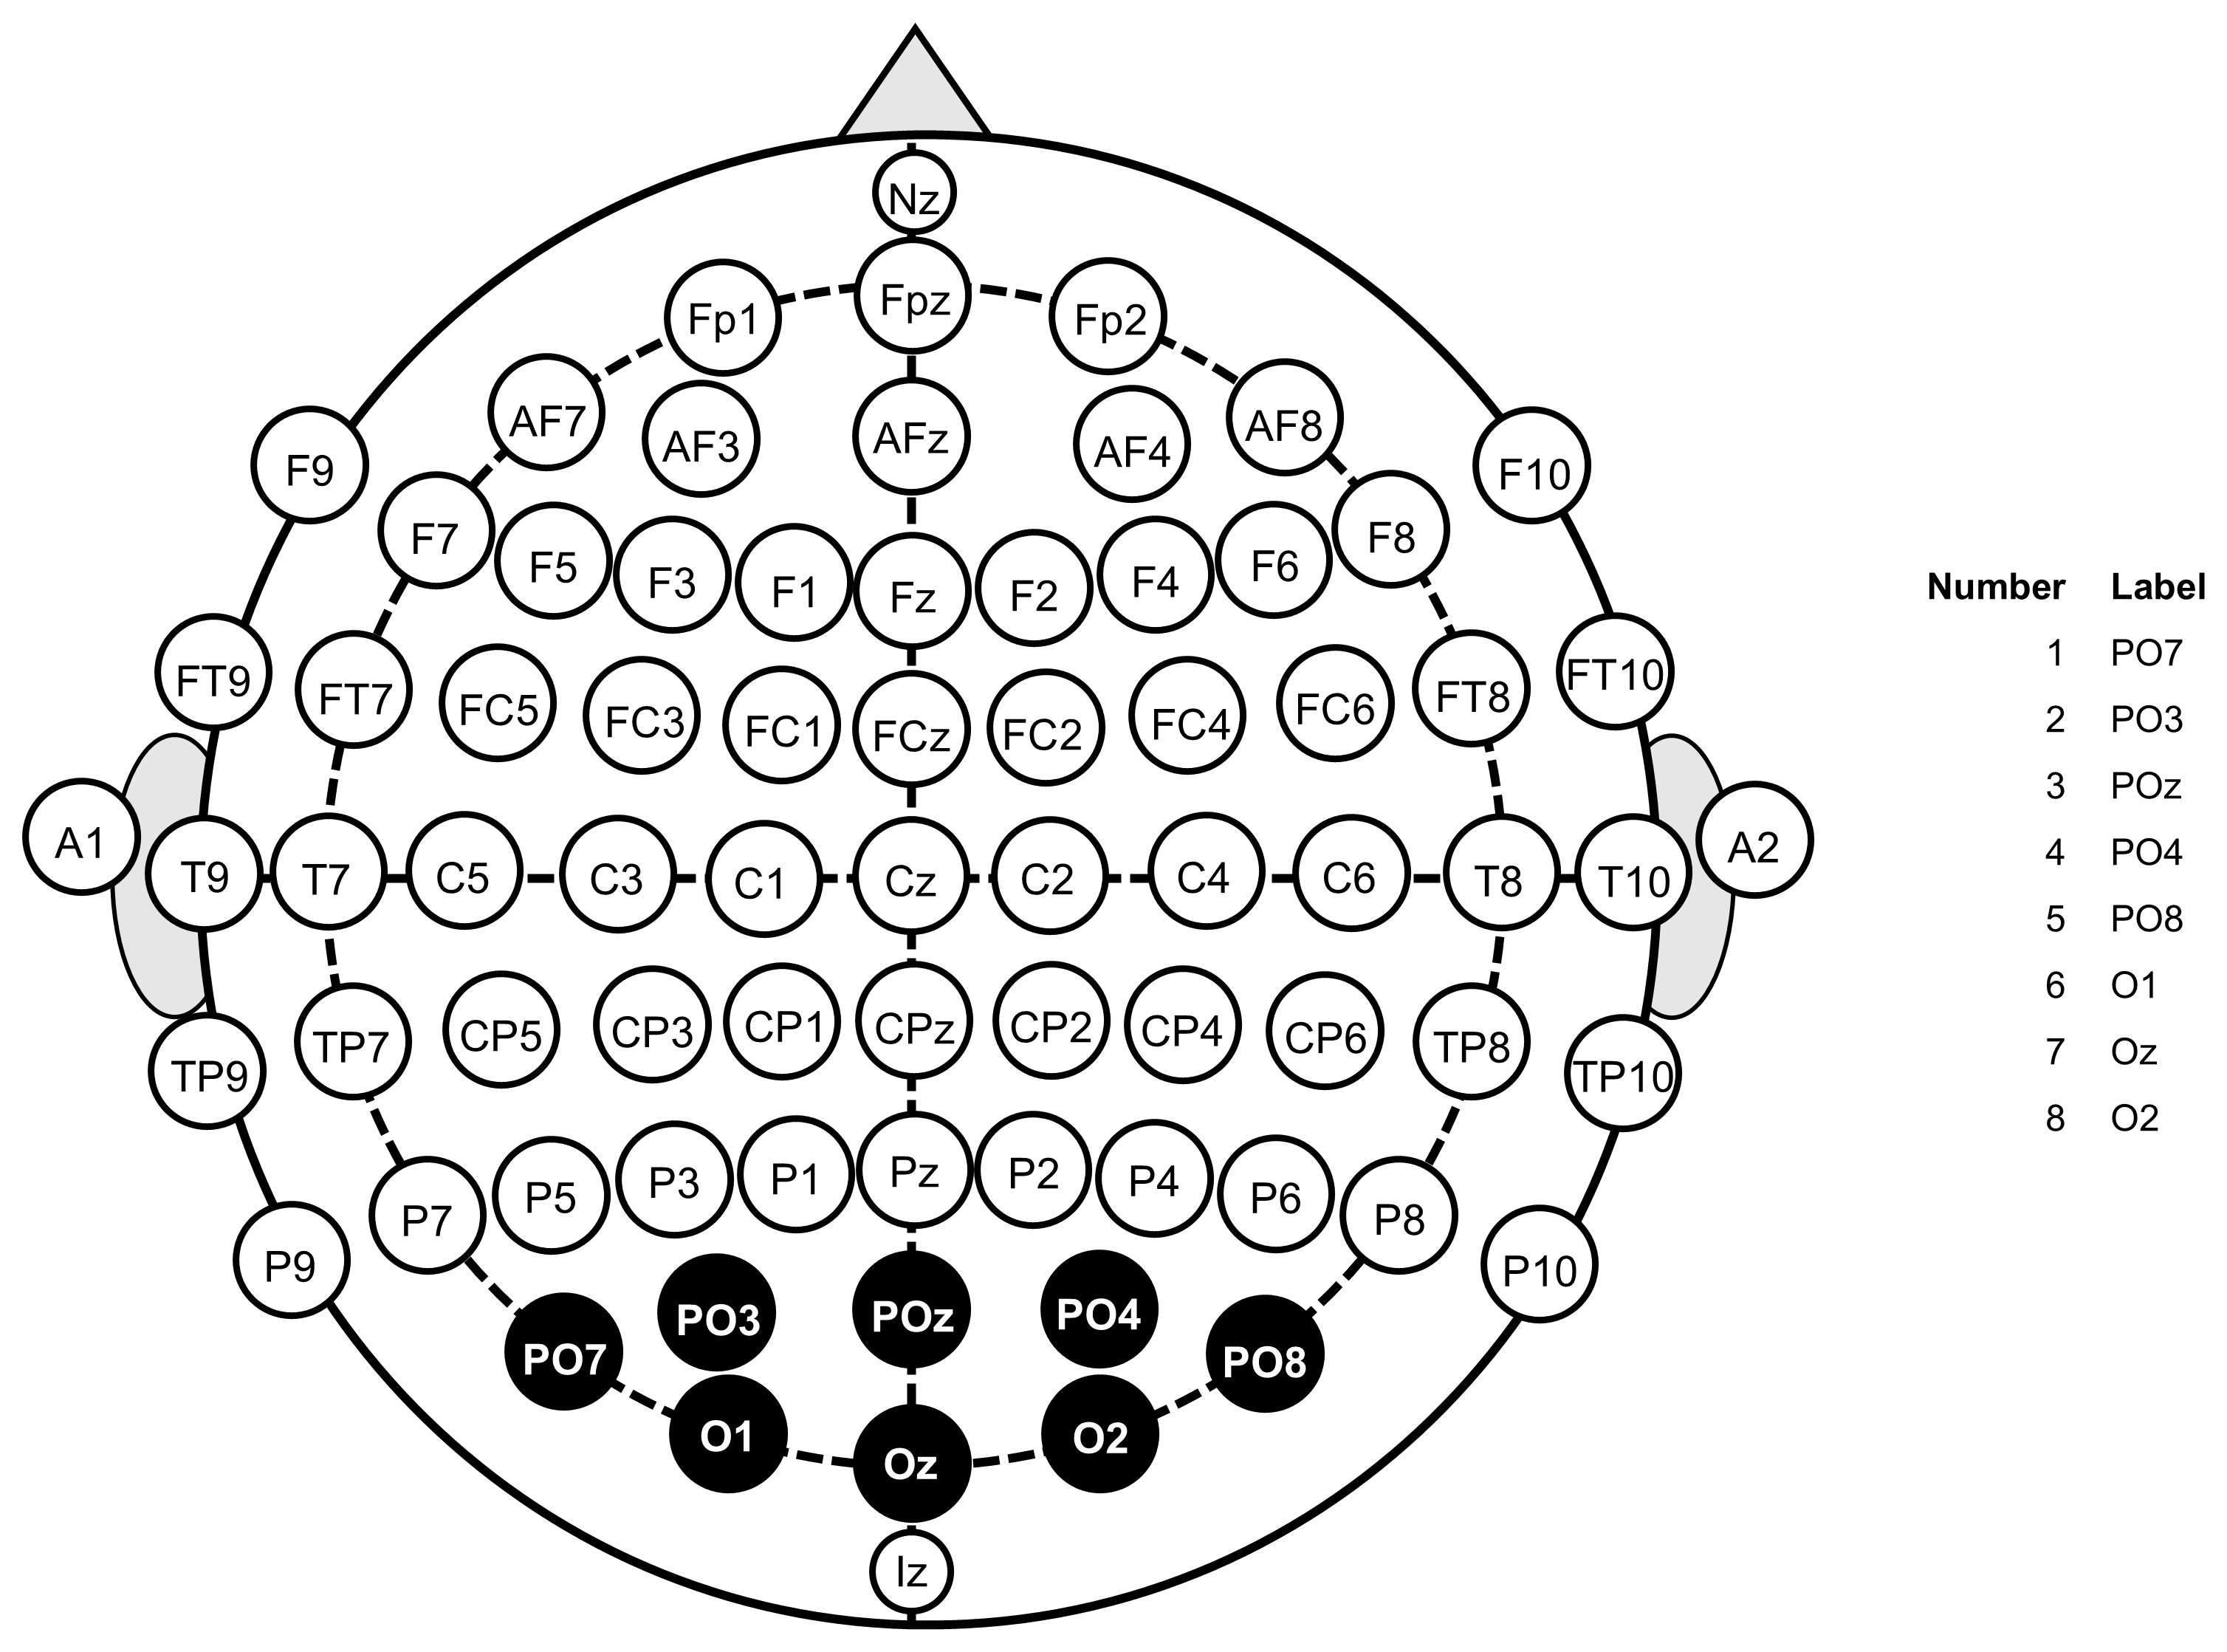 Nz
Fp1 Fpz Fp2
AF7 AF3 AFz AF4 AF8
F9 F7 F5 F3 F1 Fz F2 F4 F6 F8 F10
FT9 FT7 FC5 FC3 FC1 FCz FC2 FC4 FC6 FT8 FT10
A1 T9 T7 C5 C3 C1 Cz C2 C4 C6 T8 T10 A2
TP9 TP7 CP5 CP3 CP1 CPz CP2 CP4 CP6 TP8 TP10
P9 P7 P5 P3 P1 Pz P2 P4 P6 P8 P10
PO7 PO3 POz PO4 PO8
O1 Oz O2
Iz
Number Label
1 PO7
2 PO3
3 POz
4 PO4
5 PO8
6 O1
7 Oz
8 O2